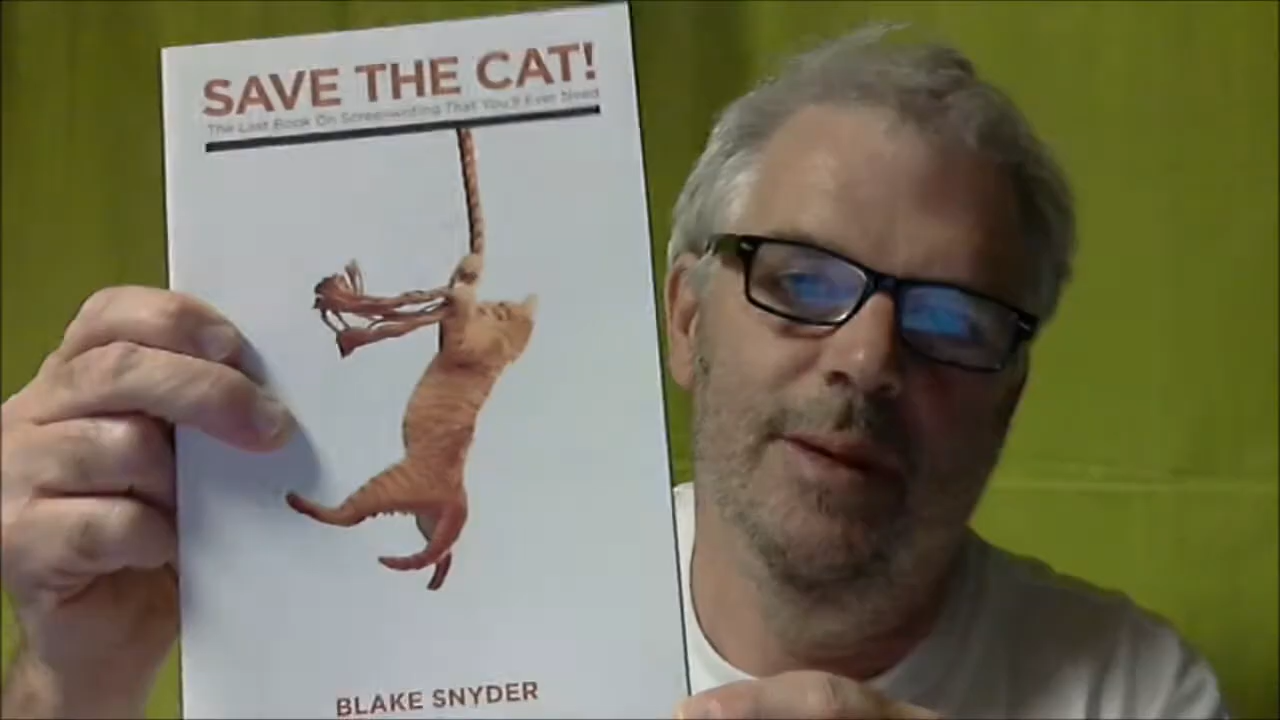 SAVE THE CAT!
The Last Book On Screenwriting That You'll Ever Need
BLAKE SNYDER